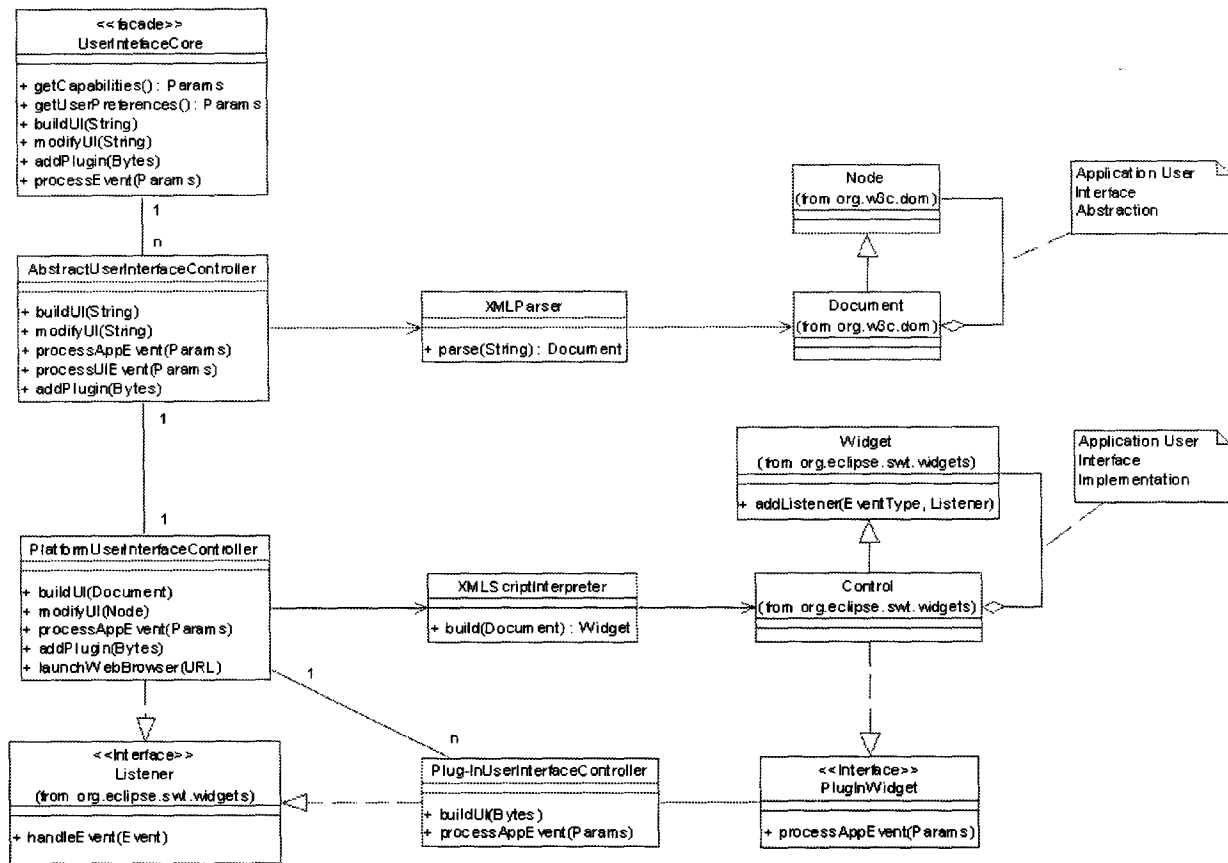 <<facade>>
UserIntefaceCore
+ getCapabilities() : Params
+ getUserPreferences() : Params
+ buildUI(String)
+ modifyUI(String)
+ addPlugin(Bytes)
+ processEvent(Params)
1
n
AbstractUserInterfaceController
+ buildUI(String)
+ modifyUI(String)
+ processAppEvent(Params)
+ processUIEvent(Params)
+ addPlugin(Bytes)
1
XMLParser
+ parse(String) : Document
Node
(from org.w3c.dom)
Document
(from org.w3c.dom)
Application User
Interface
Abstraction
1
PlatformUserInterfaceController
+ buildUI(Document)
+ modifyUI(Node)
+ processAppEvent(Params)
+ addPlugin(Bytes)
+ launchWebBrowser(URL)
XMLScriptInterpreter
+ build(Document) : Widget
Widget
(from org.eclipse.swt.widgets)
+ addListener(EventType, Listener)
Control
(from org.eclipse.swt.widgets)
Application User
Interface
Implementation
1
n
<<Interface>>
Listener
(from org.eclipse.swt.widgets)
+ handleEvent(Event)
Plug-InUserInterfaceController
+ buildUI(Bytes)
+ processAppEvent(Params)
<<Interface>>
PlugInWidget
+ processAppEvent(Params)